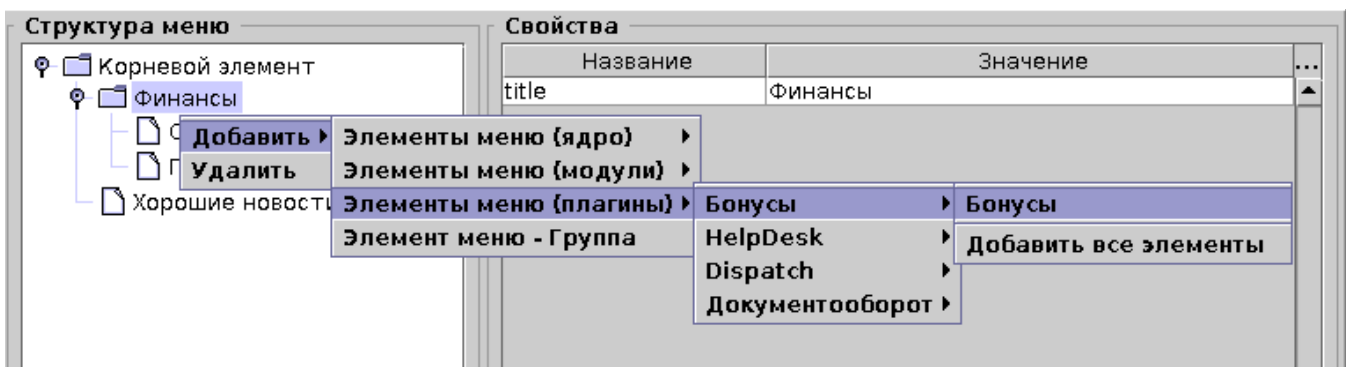 Структура меню
Свойства
Корневой элемент
Финансы
Хорошие новости
Название
Значение
...
title
Финансы
Добавить
Удалить
Элементы меню (ядро)
Элементы меню (модули)
Элементы меню (плагины)
Элемент меню - Группа
Бонусы
HelpDesk
Dispatch
Документооборот
Бонусы
Добавить все элементы